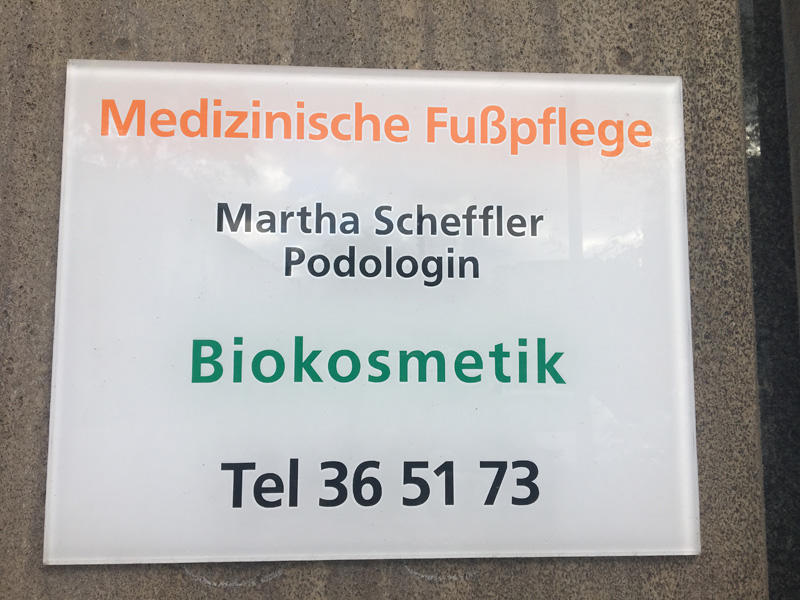 Medizinische Fußpflege
Martha Scheffler
Podologin
Biokosmetik
Tel 36 51 73